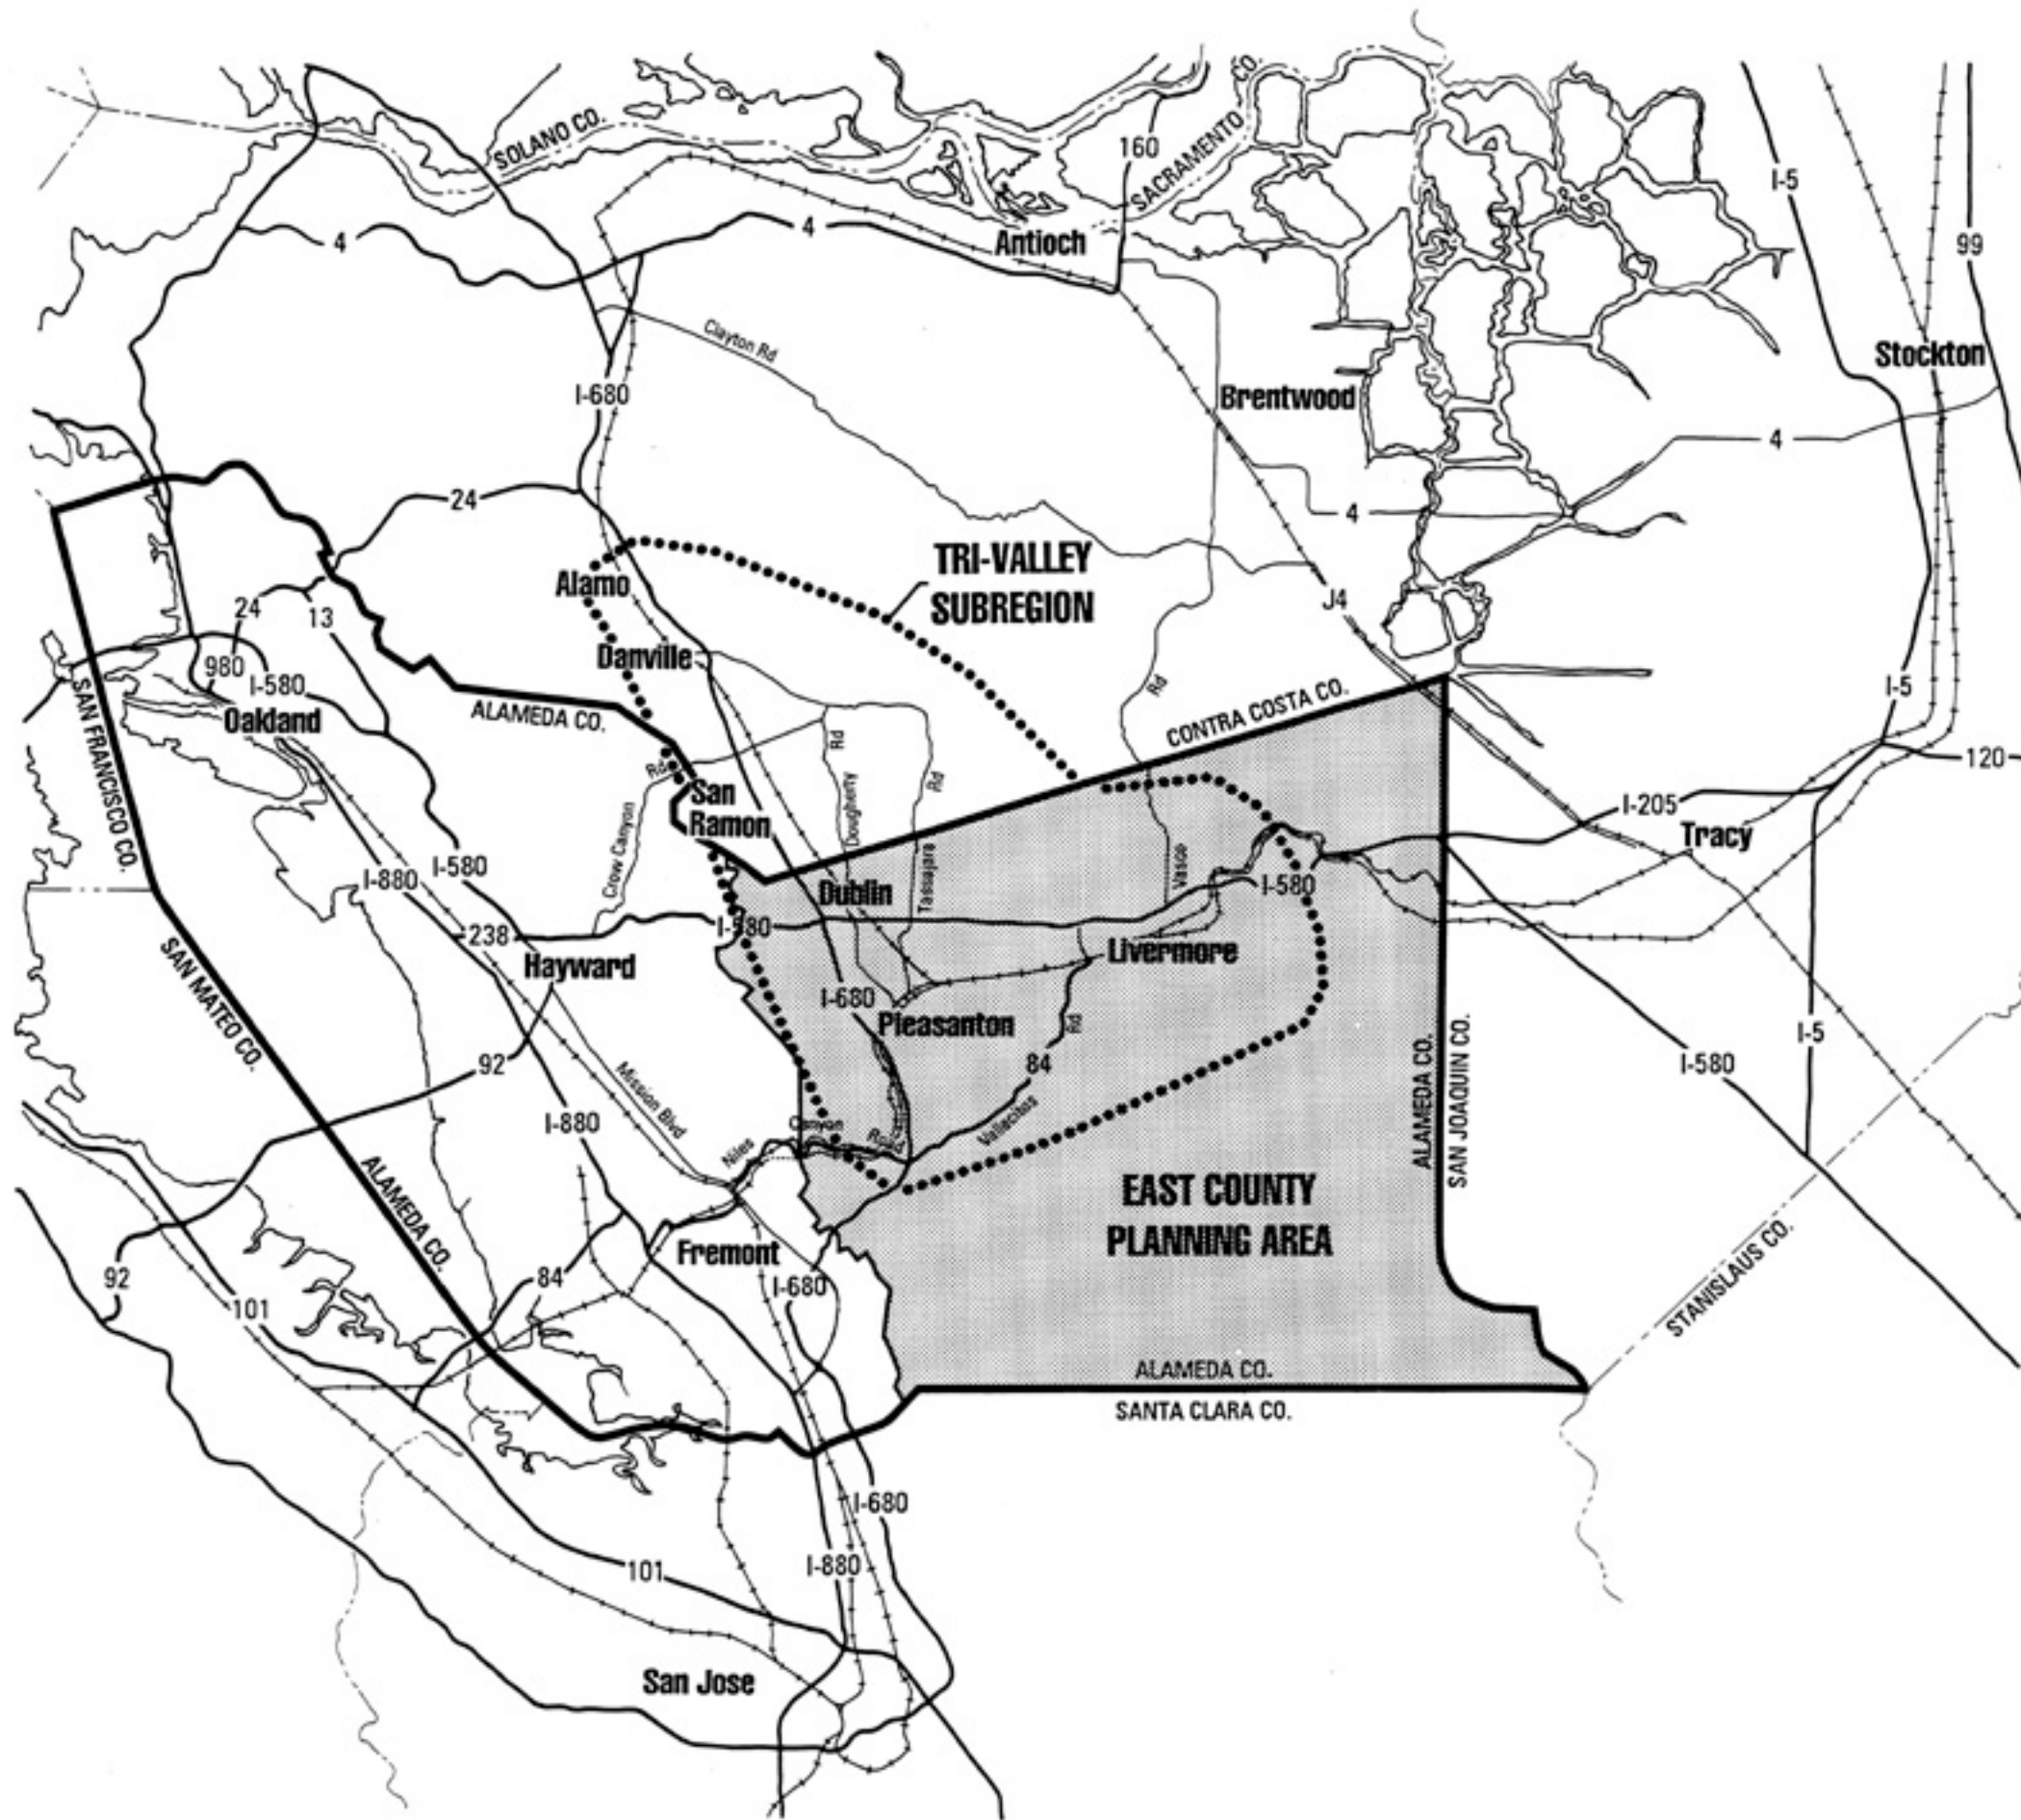 SOLANO CO.
SACRAMENTO CO.
160
I-5
99
4
4
Antioch
Clayton Rd
Stockton
I-680
Brentwood
4
24
4
TRI-VALLEY
SUBREGION
Alamo
J4
24
13
Danville
980
I-580
Rd
I-5
SAN FRANCISCO CO.
Oakland
ALAMEDA CO.
CONTRA COSTA CO.
Rd
120
Rd
Rd
San
Ramon
Dougherty
I-205
Tracy
Crow Canyon
I-580
I-880
Dublin
Tassajara
Vasco
I-580
I-580
238
Hayward
Livermore
SAN MATEO CO.
I-680
Pleasanton
Rd
I-5
92
84
I-580
Mission Blvd
ALAMEDA CO.
SAN JOAQUIN CO.
I-880
Canyon
Road
Vallecitos
Niles
ALAMEDA CO.
EAST COUNTY
PLANNING AREA
Fremont
92
84
I-680
101
STANISLAUS CO.
ALAMEDA CO.
SANTA CLARA CO.
I-680
I-880
101
San Jose